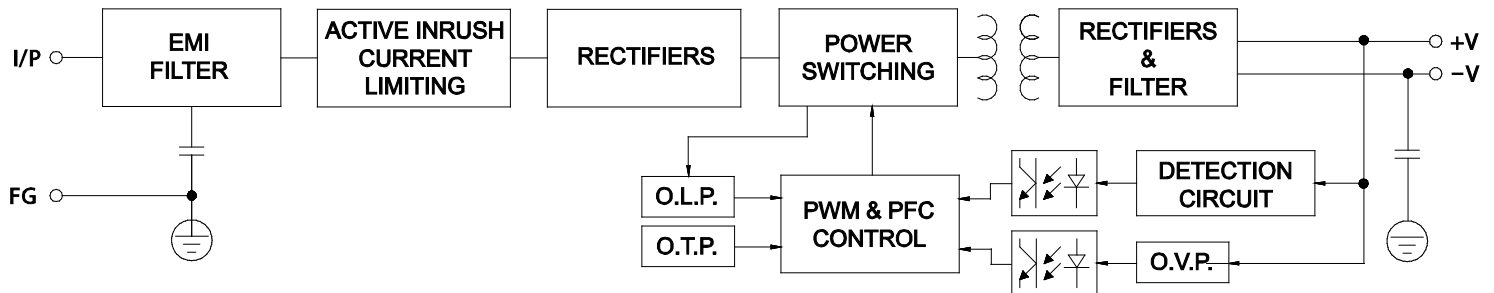 I/P
EMI
FILTER
ACTIVE INRUSH
CURRENT
LIMITING
RECTIFIERS
POWER
SWITCHING
RECTIFIERS
&
FILTER
+V
−V
FG
O.L.P.
O.T.P.
PWM & PFC
CONTROL
DETECTION
CIRCUIT
O.V.P.